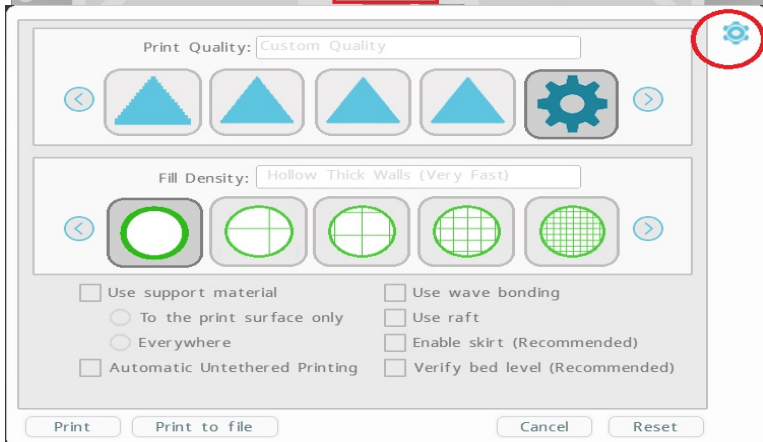 Print Quality: Custom Quality
Fill Density: Hollow Thick Walls (Very Fast)
Use support material
To the print surface only
Everywhere
Automatic Untethered Printing
Use wave bonding
Use raft
Enable skirt (Recommended)
Verify bed level (Recommended)
Print Print to file Cancel Reset